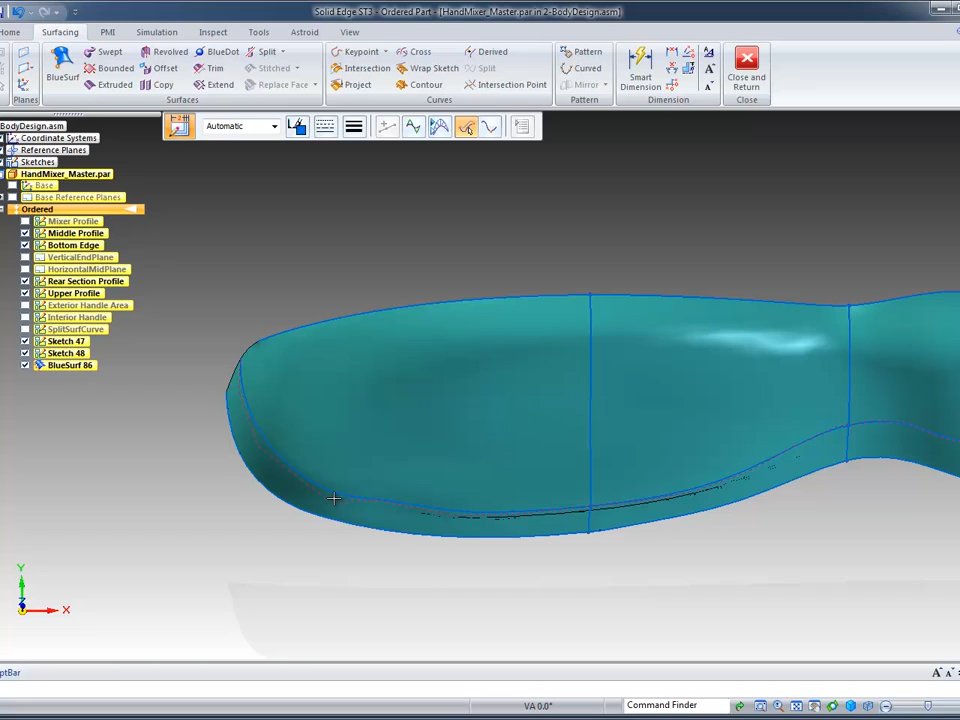 Solid Edge ST3 - Ordered Part - [HandMixer_Master.par in 2-BodyDesign.asm]
Home Surfacing PMI Simulation Inspect Tools Astroid View
Swept Revolved BlueDot Split Keypoint Cross Derived Pattern
Bounded Offset Trim Stitched Intersection Wrap Sketch Split Curved
Extruded Copy Extend Replace Face Project Contour Intersection Point Mirror
BlueSurf
Smart Dimension
Close and Return
Planes Surfaces Curves Pattern Dimension Close
Automatic
BodyDesign.asm
Coordinate Systems
Reference Planes
Sketches
HandMixer_Master.par
Base
Base Reference Planes
Ordered
Mixer Profile
Middle Profile
Bottom Edge
VerticalEndPlane
HorizontalMidPlane
Rear Section Profile
Upper Profile
Exterior Handle Area
Interior Handle
SplitSurfCurve
Sketch 47
Sketch 48
BlueSurf 86
Y
Z
X
ptBar
A A
VA 0.0° Command Finder